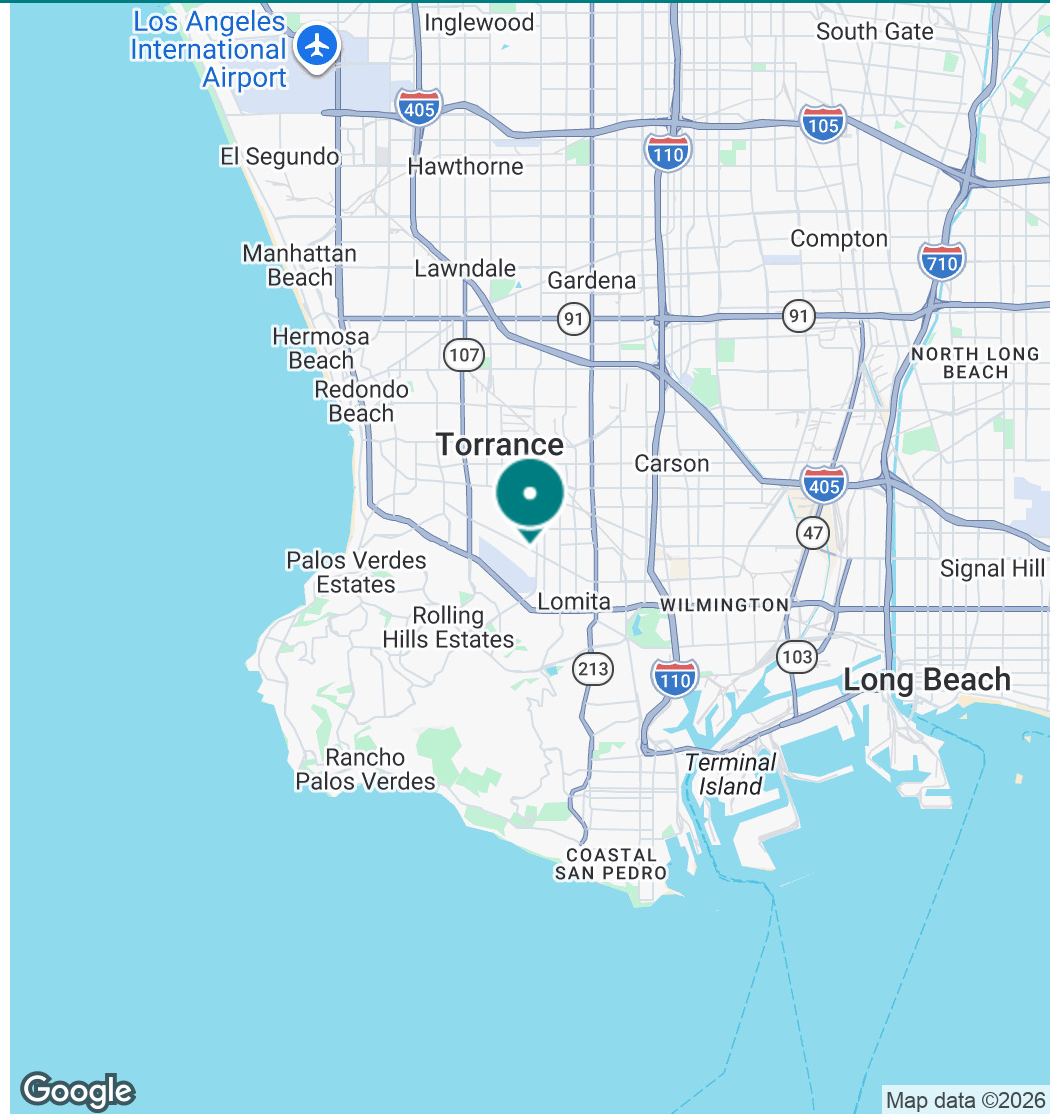 Los Angeles
International
Airport
Inglewood
South Gate
405
105
110
El Segundo
Hawthorne
Compton
Manhattan
Beach
Lawndale
710
Gardena
91
91
Hermosa
Beach
107
NORTH LONG
BEACH
Redondo
Beach
Torrance
Carson
405
47
Palos Verdes
Estates
Signal Hill
Lomita
WILMINGTON
Rolling
Hills Estates
213
103
110
Long Beach
Rancho
Palos Verdes
Terminal
Island
COASTAL
SAN PEDRO
Google
Map data ©2026